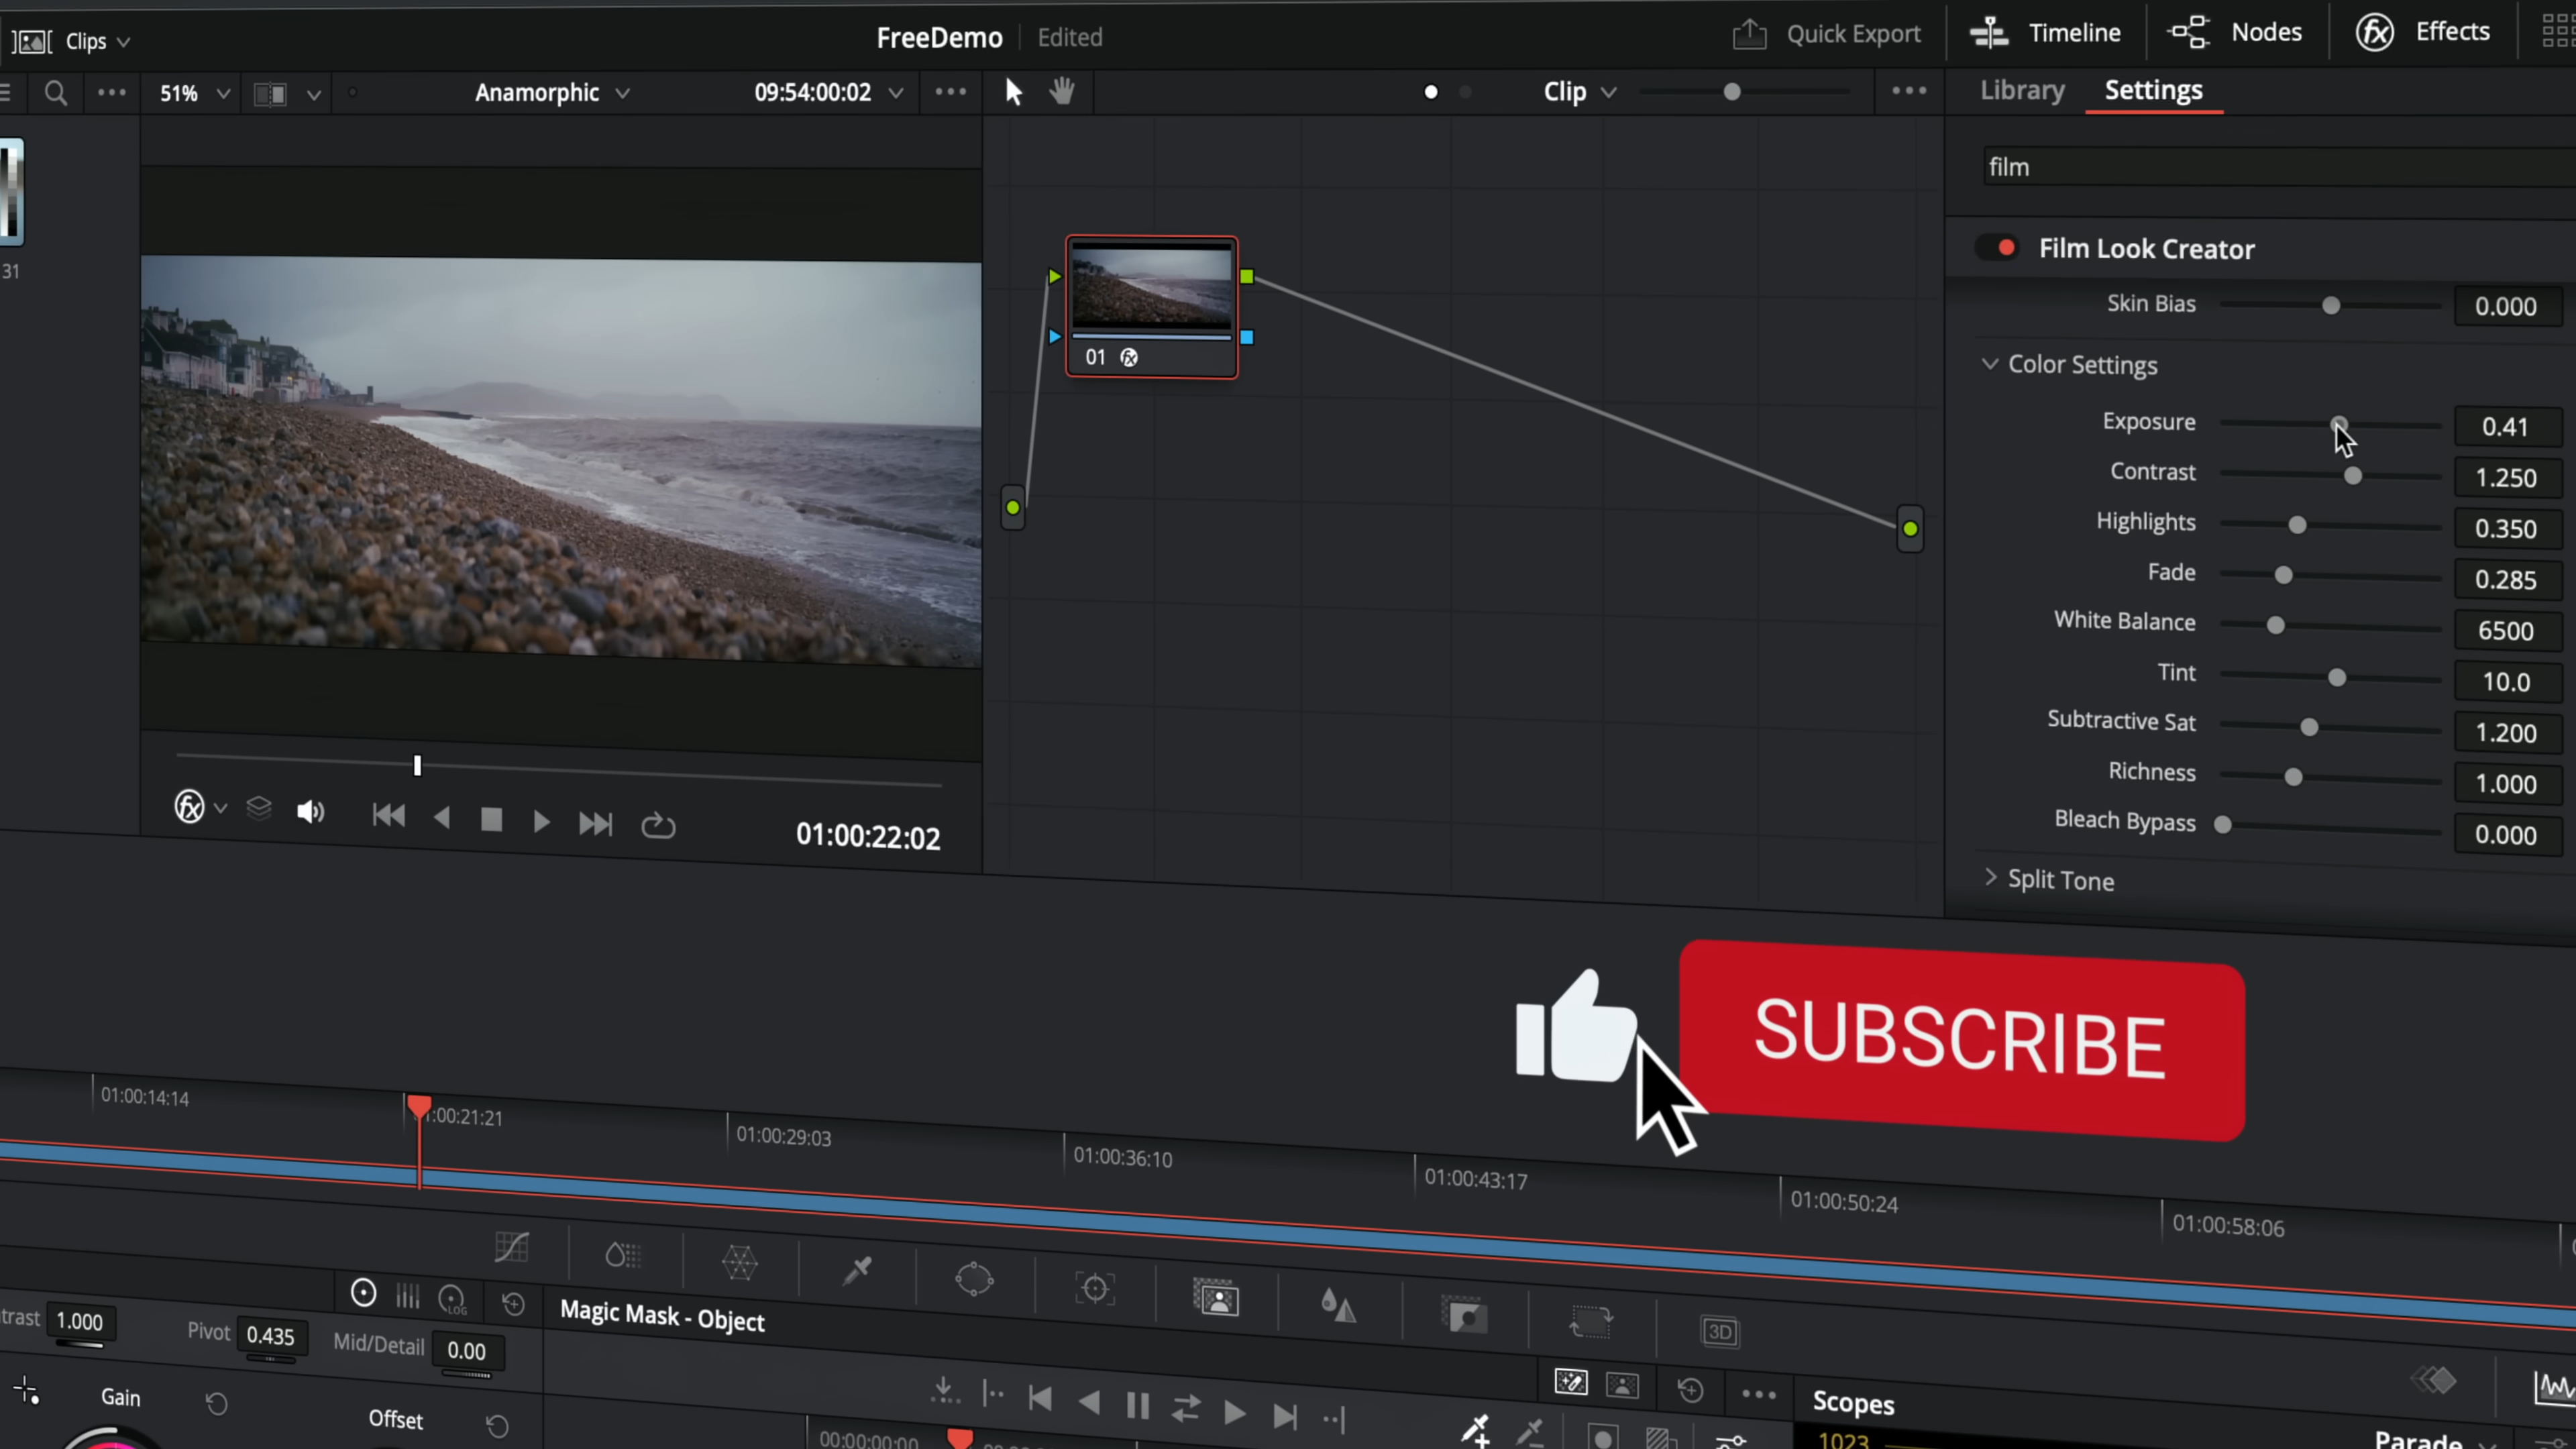 Clips
FreeDemo
Edited
Quick Export
Timeline
Nodes
Effects
51%
Anamorphic
09:54:00:02
Clip
Library
Settings
31
film
Film Look Creator
Skin Bias 0.000
Color Settings
Exposure 0.41
Contrast 1.250
Highlights 0.350
Fade 0.285
White Balance 6500
Tint 10.0
Subtractive Sat 1.200
Richness 1.000
Bleach Bypass 0.000
Split Tone
01
01:00:22:02
SUBSCRIBE
01:00:14:14
:00:21:21
01:00:29:03
01:00:36:10
01:00:43:17
01:00:50:24
01:00:58:06
LOG
3D
trast 1.000
Pivot 0.435
Mid/Detail 0.00
Magic Mask - Object
Gain
Offset
00:00:00:00
Scopes
1023
Parade